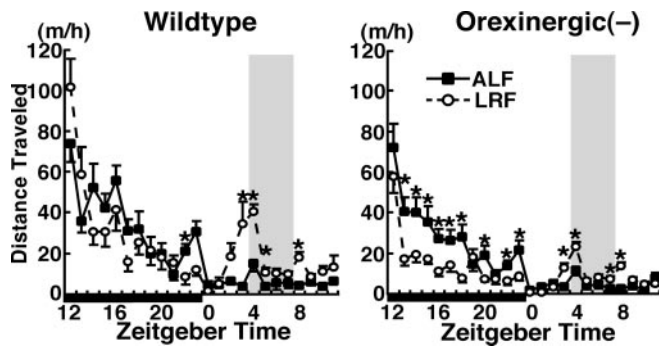 (m/h) Wildtype
120
100
80
60
40
20
0
Distance Traveled
* * * * *
12 16 20 0 4 8
Zeitgeber Time
(m/h) Orexinergic(–)
120
100
80
60
40
20
0
ALF
LRF
* * * * * * * * * * * * *
12 16 20 0 4 8
Zeitgeber Time